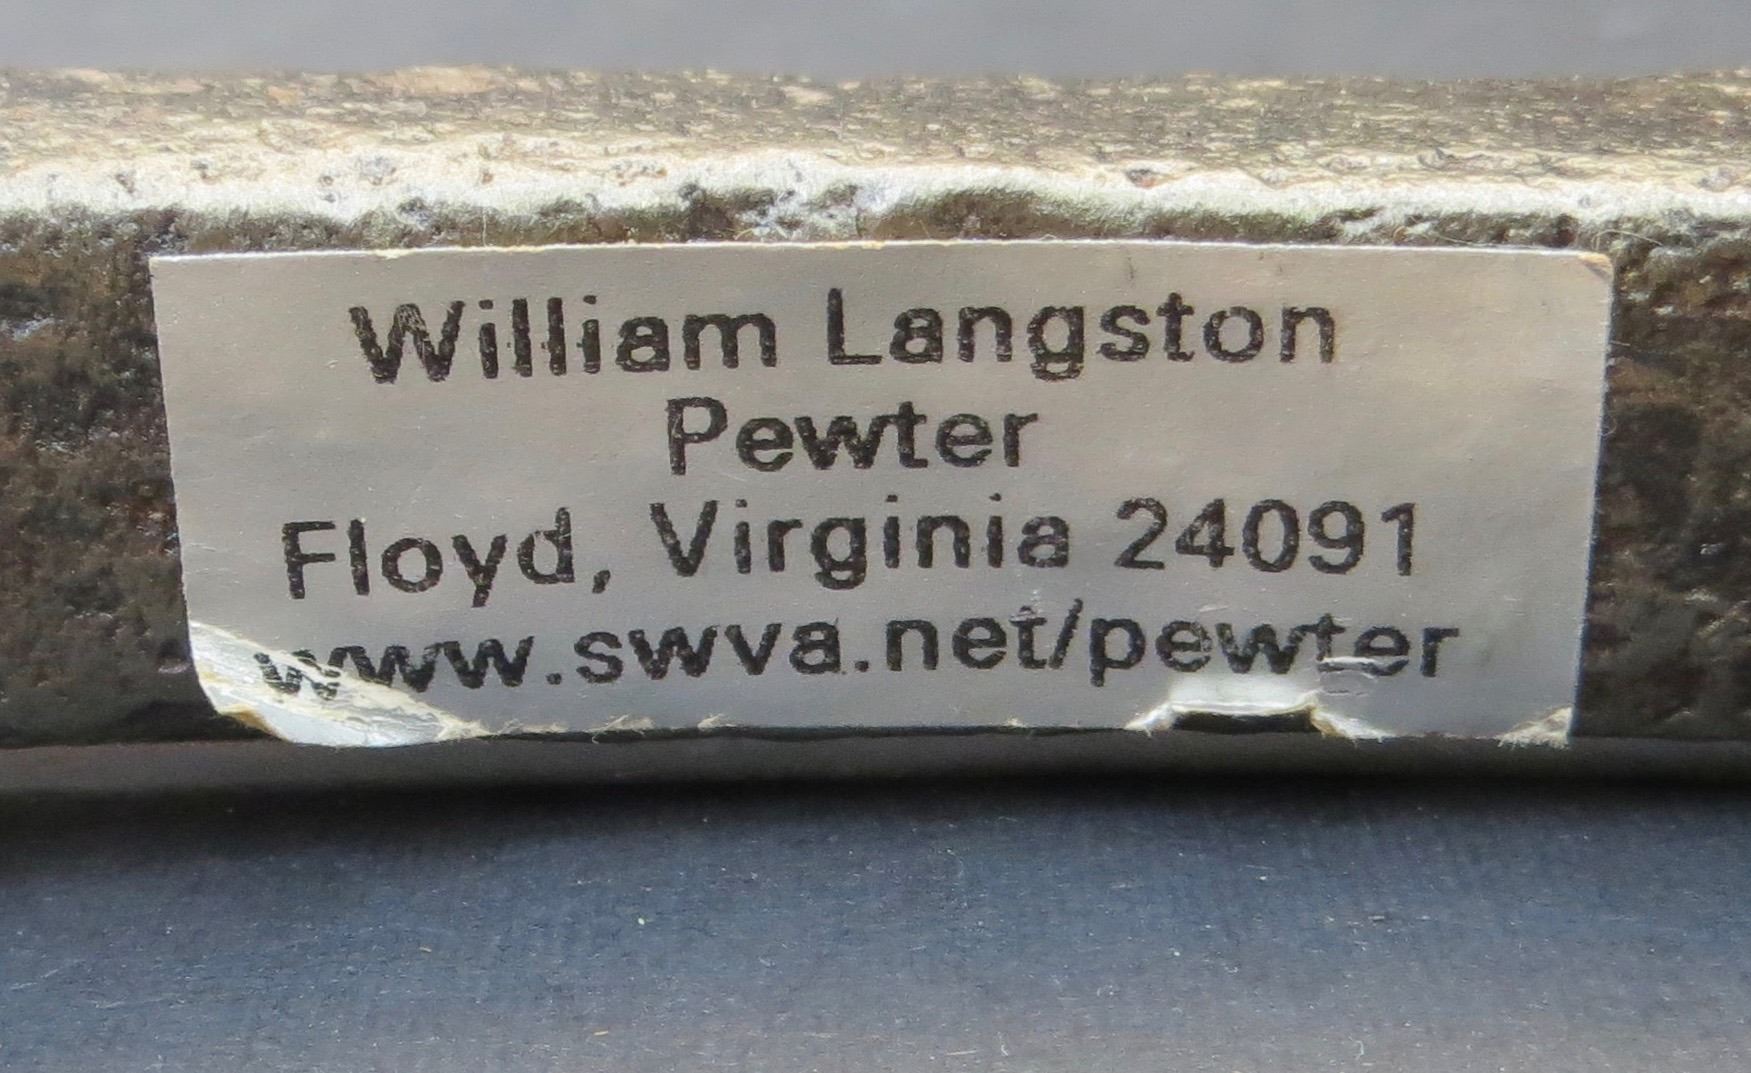 William Langston
Pewter
Floyd, Virginia 24091
www.swva.net/pewter